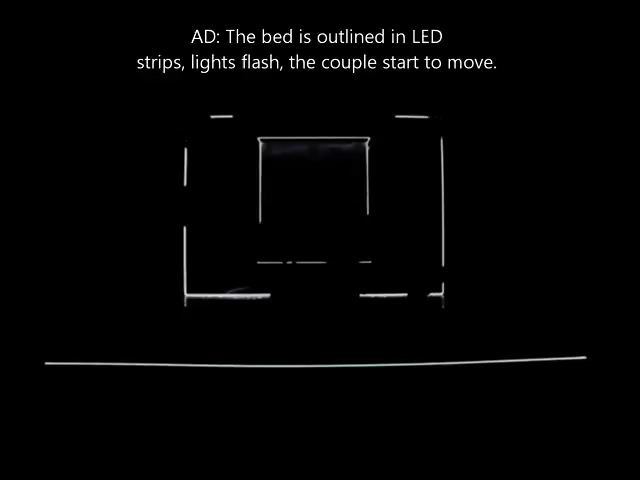 AD: The bed is outlined in LED
strips, lights flash, the couple start to move.